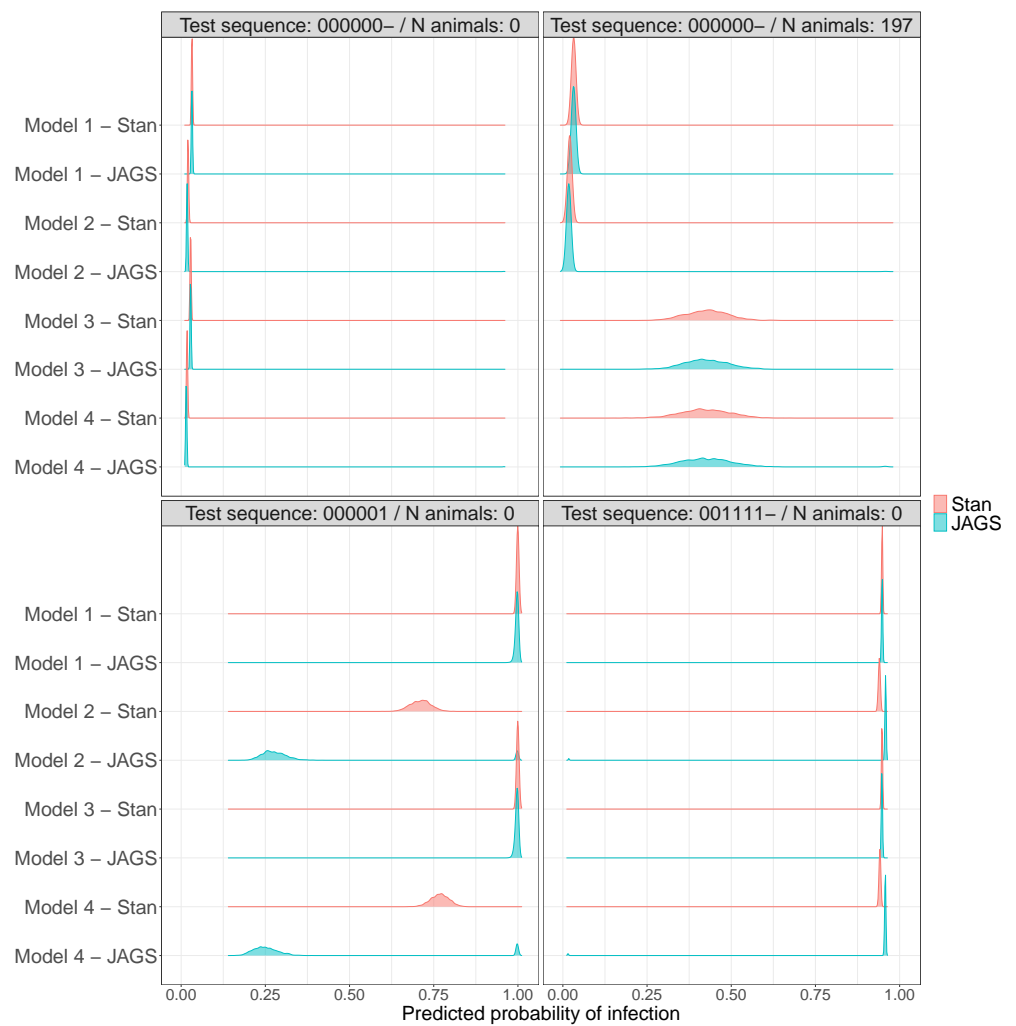 Test sequence: 000000− / N animals: 0
Test sequence: 000000− / N animals: 197
Model 1 − Stan
Model 1 − JAGS
Model 2 − Stan
Model 2 − JAGS
Model 3 − Stan
Model 3 − JAGS
Model 4 − Stan
Model 4 − JAGS
Stan
JAGS
Test sequence: 000001 / N animals: 0
Test sequence: 001111− / N animals: 0
Model 1 − Stan
Model 1 − JAGS
Model 2 − Stan
Model 2 − JAGS
Model 3 − Stan
Model 3 − JAGS
Model 4 − Stan
Model 4 − JAGS
0.00 0.25 0.50 0.75 1.00 0.00 0.25 0.50 0.75 1.00
Predicted probability of infection